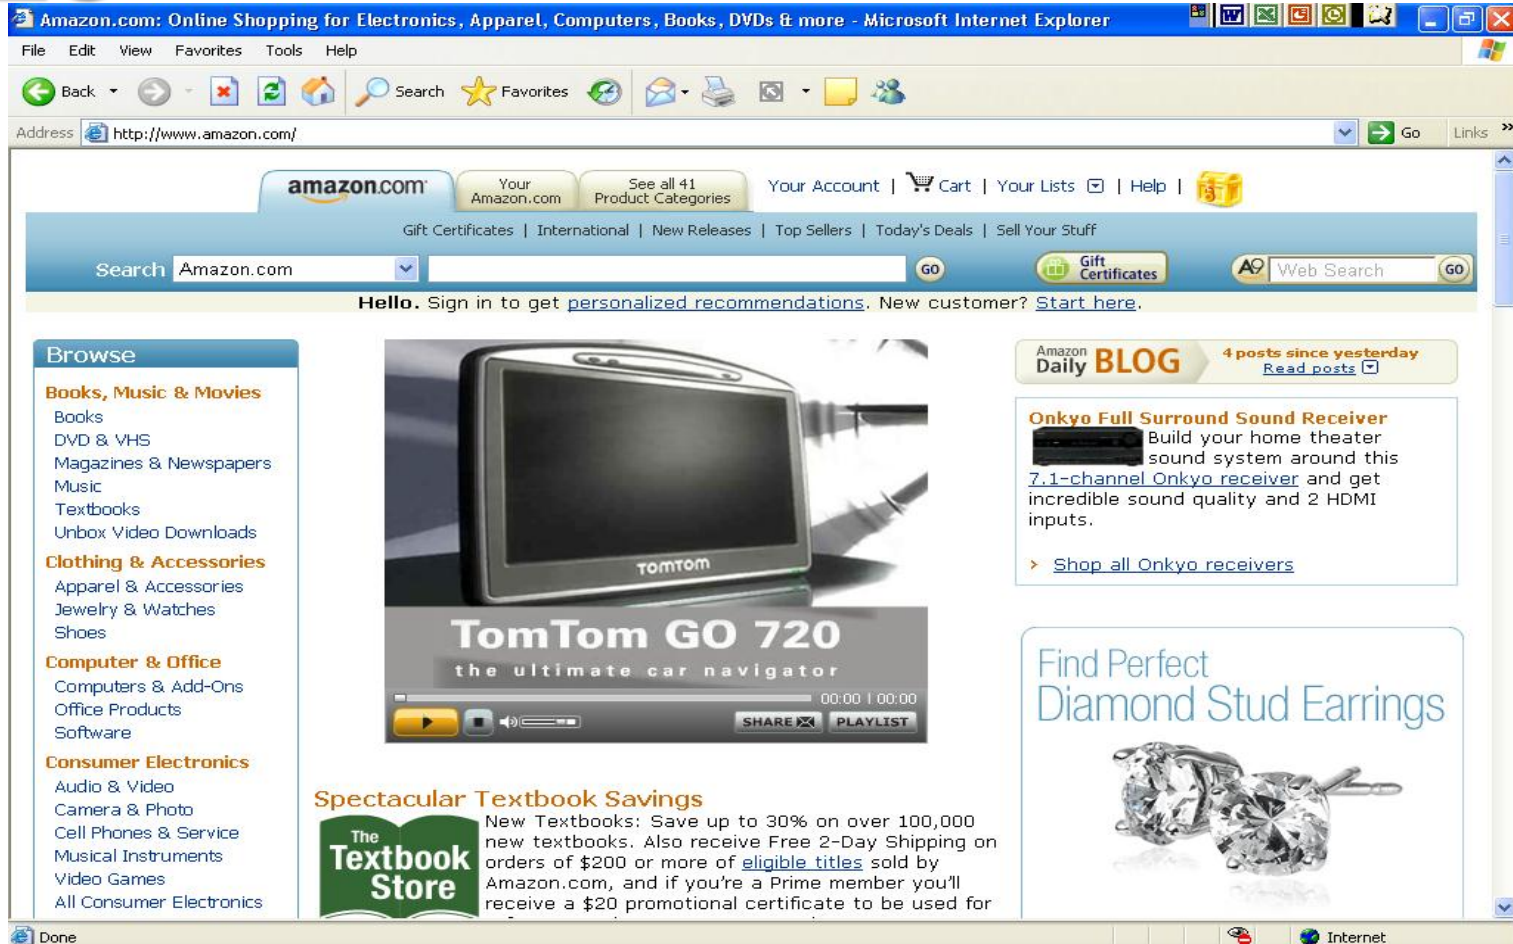 Amazon.com: Online Shopping for Electronics, Apparel, Computers, Books, DVDs & more - Microsoft Internet Explorer
File Edit View Favorites Tools Help
Back Search Favorites
Address http://www.amazon.com/ Go Links »
amazon.com
Your
Amazon.com
See all 41
Product Categories
Your Account | Cart | Your Lists | Help |
Gift Certificates | International | New Releases | Top Sellers | Today's Deals | Sell Your Stuff
Search Amazon.com GO
Gift
Certificates
A9 Web Search GO
Hello. Sign in to get personalized recommendations. New customer? Start here.
Browse
Books, Music & Movies
Books
DVD & VHS
Magazines & Newspapers
Music
Textbooks
Unbox Video Downloads
Clothing & Accessories
Apparel & Accessories
Jewelry & Watches
Shoes
Computer & Office
Computers & Add-Ons
Office Products
Software
Consumer Electronics
Audio & Video
Camera & Photo
Cell Phones & Service
Musical Instruments
Video Games
All Consumer Electronics
TOMTOM
TomTom GO 720
the ultimate car navigator
00:00 | 00:00
SHARE PLAYLIST
Spectacular Textbook Savings
The
Textbook
Store
New Textbooks: Save up to 30% on over 100,000
new textbooks. Also receive Free 2-Day Shipping on
orders of $200 or more of eligible titles sold by
Amazon.com, and if you're a Prime member you'll
receive a $20 promotional certificate to be used for
Amazon
Daily BLOG
4 posts since yesterday
Read posts
Onkyo Full Surround Sound Receiver
Build your home theater
sound system around this
7.1-channel Onkyo receiver and get
incredible sound quality and 2 HDMI
inputs.
› Shop all Onkyo receivers
Find Perfect
Diamond Stud Earrings
Done Internet